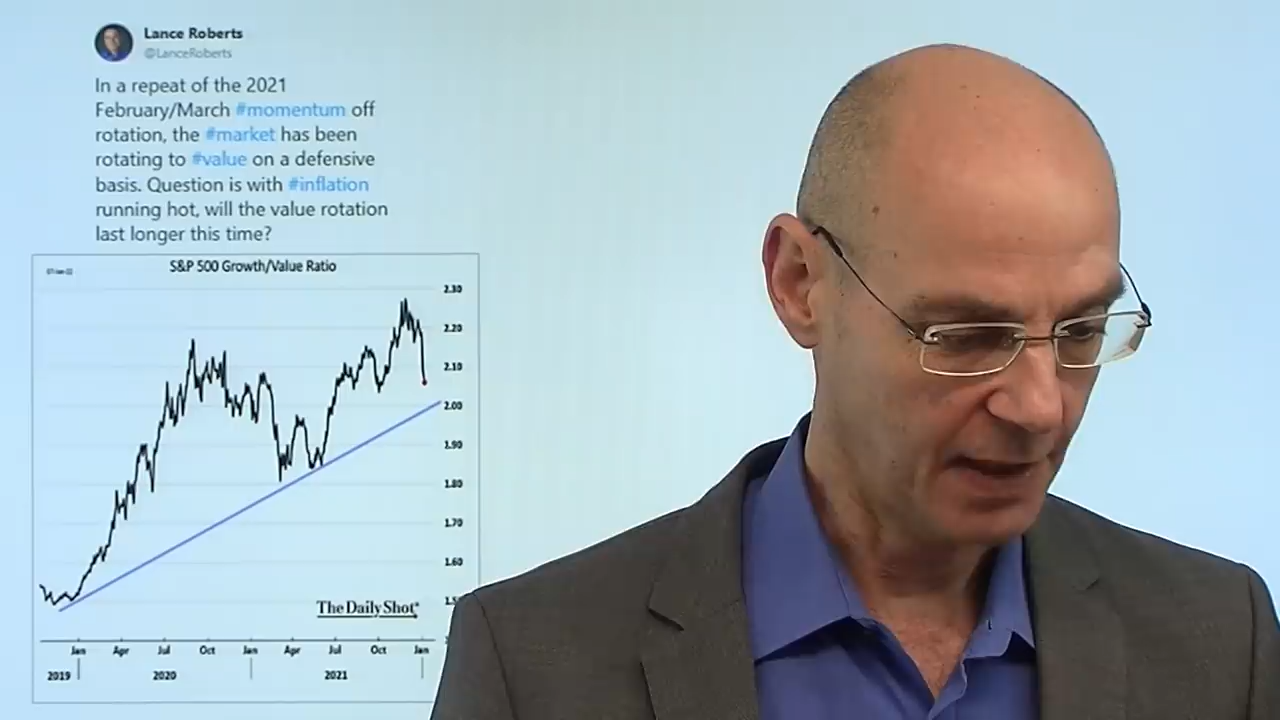 Lance Roberts
@LanceRoberts
In a repeat of the 2021
February/March #momentum off
rotation, the #market has been
rotating to #value on a defensive
basis. Question is with #inflation
running hot, will the value rotation
last longer this time?
S&P 500 Growth/Value Ratio
2.30
2.20
2.10
2.00
1.90
1.80
1.70
1.60
The Daily Shot
Jan Apr Jul Oct Jan Apr Jul Oct Jan
2019 2020 2021